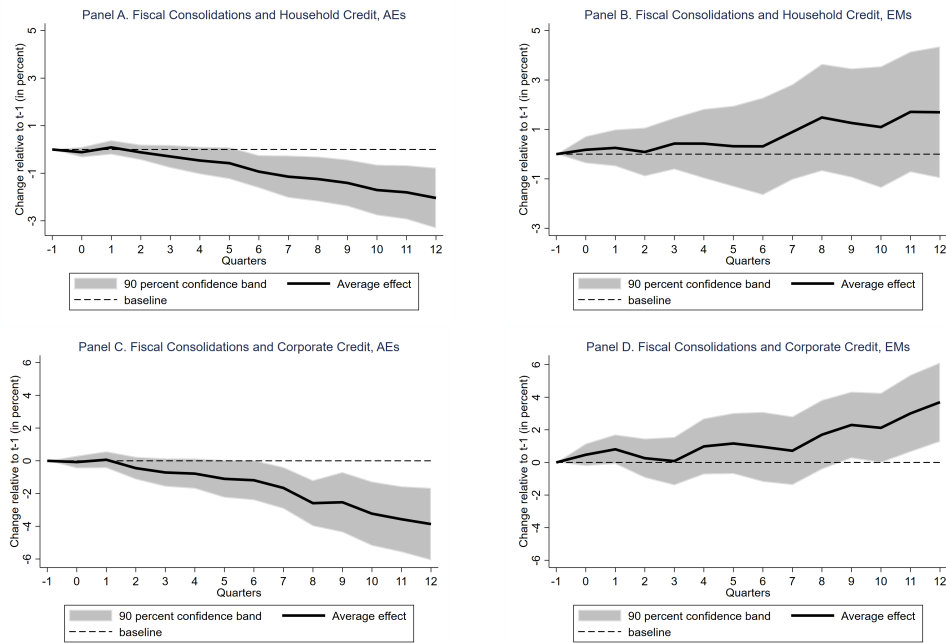 Panel A. Fiscal Consolidations and Household Credit, AEs
Change relative to t-1 (in percent)
5
3
1
-1
-3
-1 0 1 2 3 4 5 6 7 8 9 10 11 12
Quarters
90 percent confidence band Average effect
baseline
Panel B. Fiscal Consolidations and Household Credit, EMs
Change relative to t-1 (in percent)
5
3
1
-1
-3
-1 0 1 2 3 4 5 6 7 8 9 10 11 12
Quarters
90 percent confidence band Average effect
baseline
Panel C. Fiscal Consolidations and Corporate Credit, AEs
Change relative to t-1 (in percent)
6
4
2
0
-2
-4
-6
-1 0 1 2 3 4 5 6 7 8 9 10 11 12
Quarters
90 percent confidence band Average effect
baseline
Panel D. Fiscal Consolidations and Corporate Credit, EMs
Change relative to t-1 (in percent)
6
4
2
0
-2
-4
-6
-1 0 1 2 3 4 5 6 7 8 9 10 11 12
Quarters
90 percent confidence band Average effect
baseline